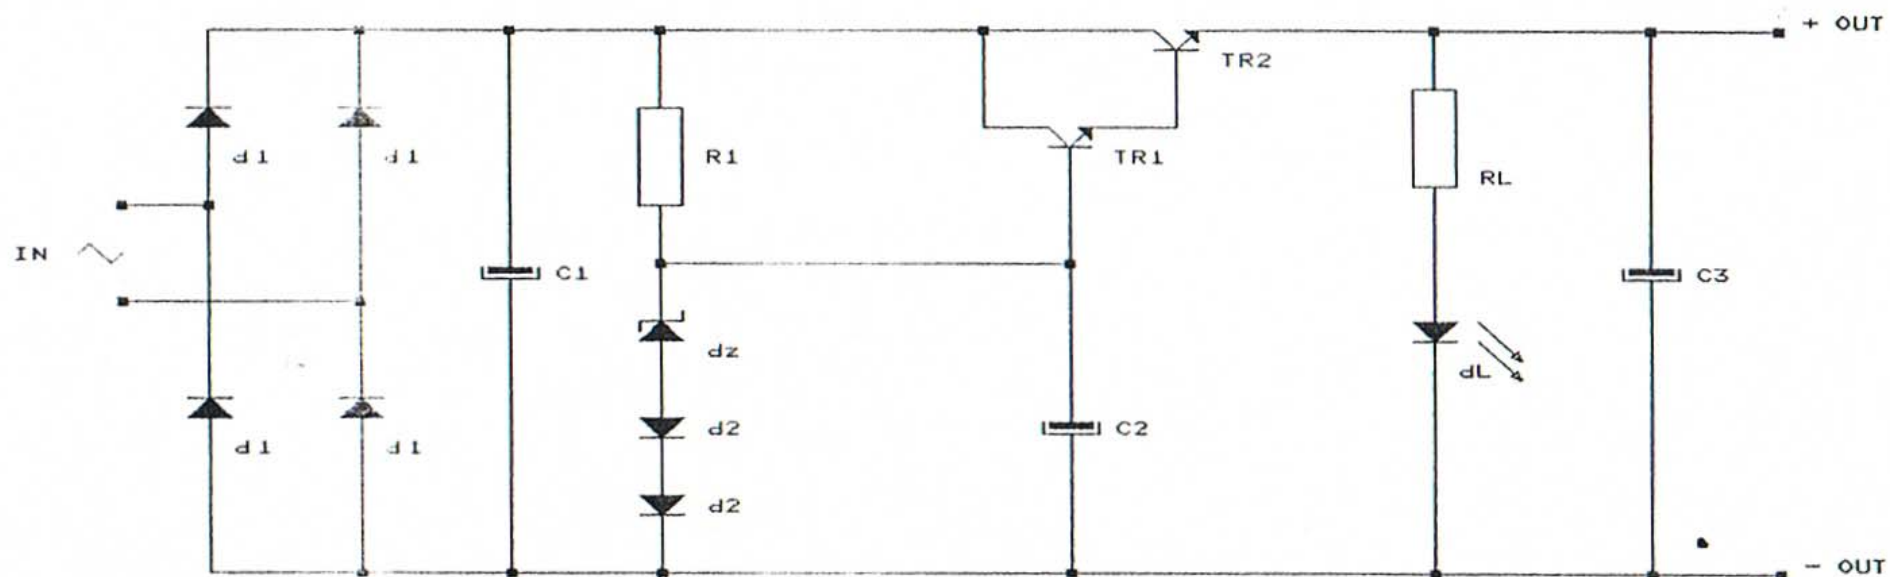 + OUT
TR2
d1
d1
R1
TR1
RL
IN
C1
C3
dz
dL
d2
C2
d1
d1
d2
- OUT